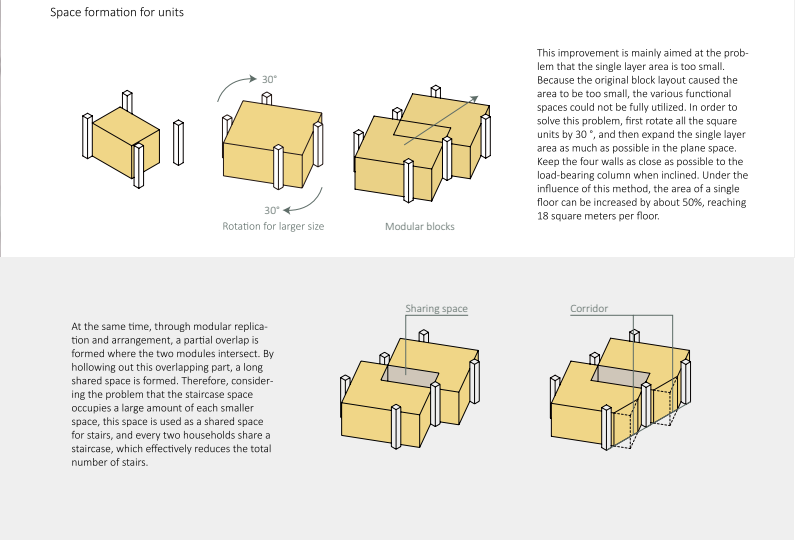 Space formation for units
30°
30°
Rotation for larger size
Modular blocks
This improvement is mainly aimed at the prob-
lem that the single layer area is too small.
Because the original block layout caused the
area to be too small, the various functional
spaces could not be fully utilized. In order to
solve this problem, first rotate all the square
units by 30 °, and then expand the single layer
area as much as possible in the plane space.
Keep the four walls as close as possible to the
load-bearing column when inclined. Under the
influence of this method, the area of a single
floor can be increased by about 50%, reaching
18 square meters per floor.
At the same time, through modular replica-
tion and arrangement, a partial overlap is
formed where the two modules intersect. By
hollowing out this overlapping part, a long
shared space is formed. Therefore, consider-
ing the problem that the staircase space
occupies a large amount of each smaller
space, this space is used as a shared space
for stairs, and every two households share a
staircase, which effectively reduces the total
number of stairs.
Sharing space
Corridor